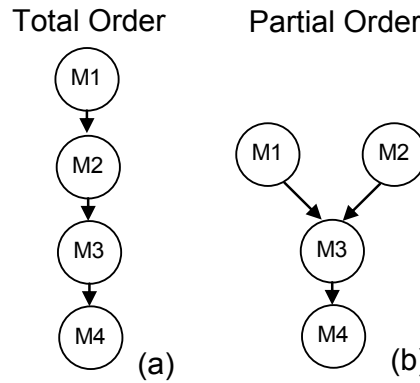 Total Order
Partial Order
M1
M2
M3
M4
(a)
M1
M2
M3
M4
(b)